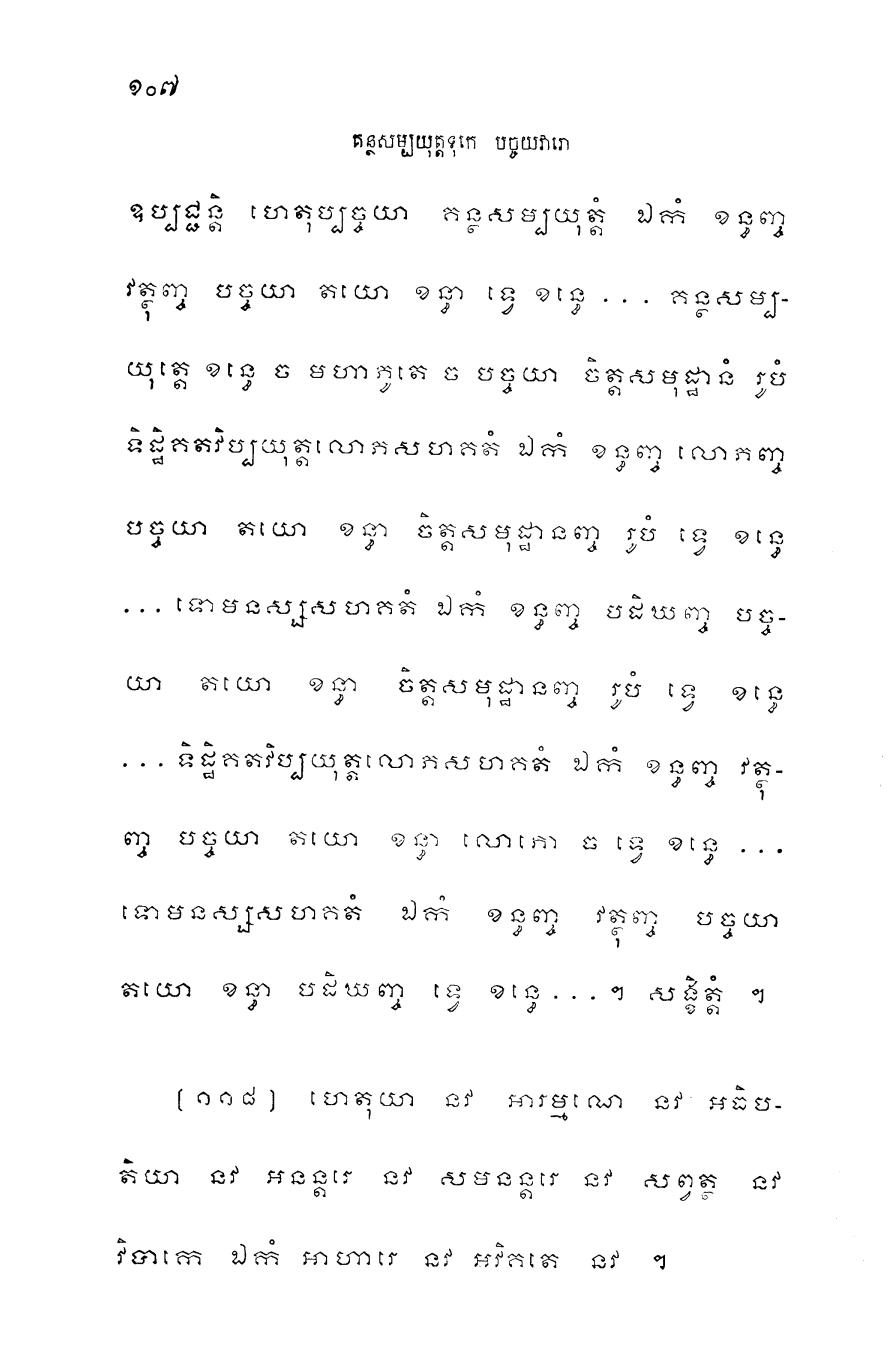 ១០៧
គន្ថសម្បយុត្តទុកេ បច្ចយវារោ
ឧប្បជ្ជន្តិ ហេតុប្បច្ចយា គន្ថសម្បយុត្តំ ឯកំ ខន្ធញ្ច
វត្ថុញ្ច បច្ចយា តយោ ខន្ធា ទ្វេ ខន្ធេ ... គន្ថសម្ប-
យុត្តេ ខន្ធេ ច មហាភូតេ ច បច្ចយា ចិត្តសមុដ្ឋានំ រូបំ
ទិដ្ឋិគតវិប្បយុត្តលោភសហគតំ ឯកំ ខន្ធញ្ច លោភញ្ច
បច្ចយា តយោ ខន្ធា ចិត្តសមុដ្ឋានញ្ច រូបំ ទ្វេ ខន្ធេ
... ទោមនស្សសហគតំ ឯកំ ខន្ធញ្ច បដិឃញ្ច បច្ច-
យា តយោ ខន្ធា ចិត្តសមុដ្ឋានញ្ច រូបំ ទ្វេ ខន្ធេ
... ទិដ្ឋិគតវិប្បយុត្តលោភសហគតំ ឯកំ ខន្ធញ្ច វត្ថុ-
ញ្ច បច្ចយា តយោ ខន្ធា លោភោ ច ទ្វេ ខន្ធេ ...
ទោមនស្សសហគតំ ឯកំ ខន្ធញ្ច វត្ថុញ្ច បច្ចយា
តយោ ខន្ធា បដិឃញ្ច ទ្វេ ខន្ធេ ... ។ សង្ខិត្តំ ។
[១១៨] ហេតុយា នវ អារម្មណេ នវ អធិប-
តិយា នវ អនន្តរេ នវ សមនន្តរេ នវ សព្វត្ថ នវ
វិបាកេ ឯកំ អាហារេ នវ អវិគតេ នវ ។